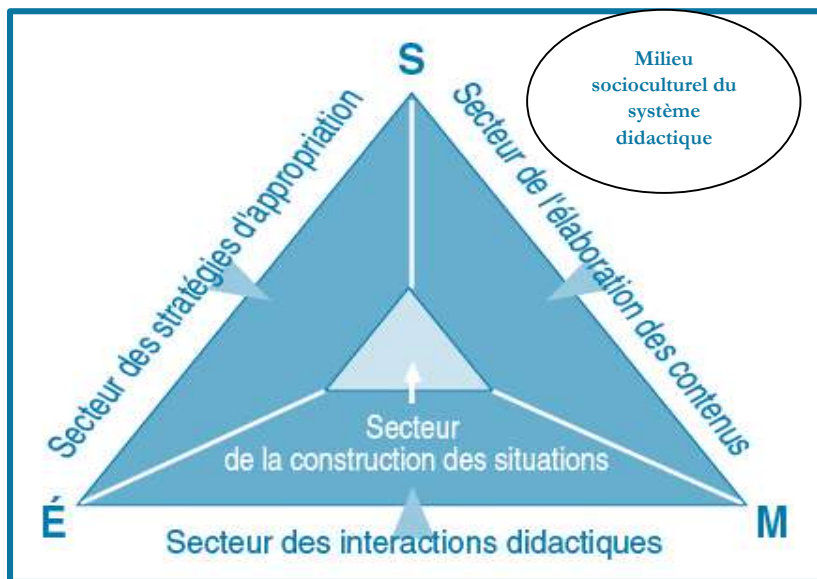 S
Milieu
socioculturel du
système
didactique
Secteur des stratégies d'appropriation
Secteur de l'élaboration des contenus
Secteur
de la construction des situations
É
M
Secteur des interactions didactiques